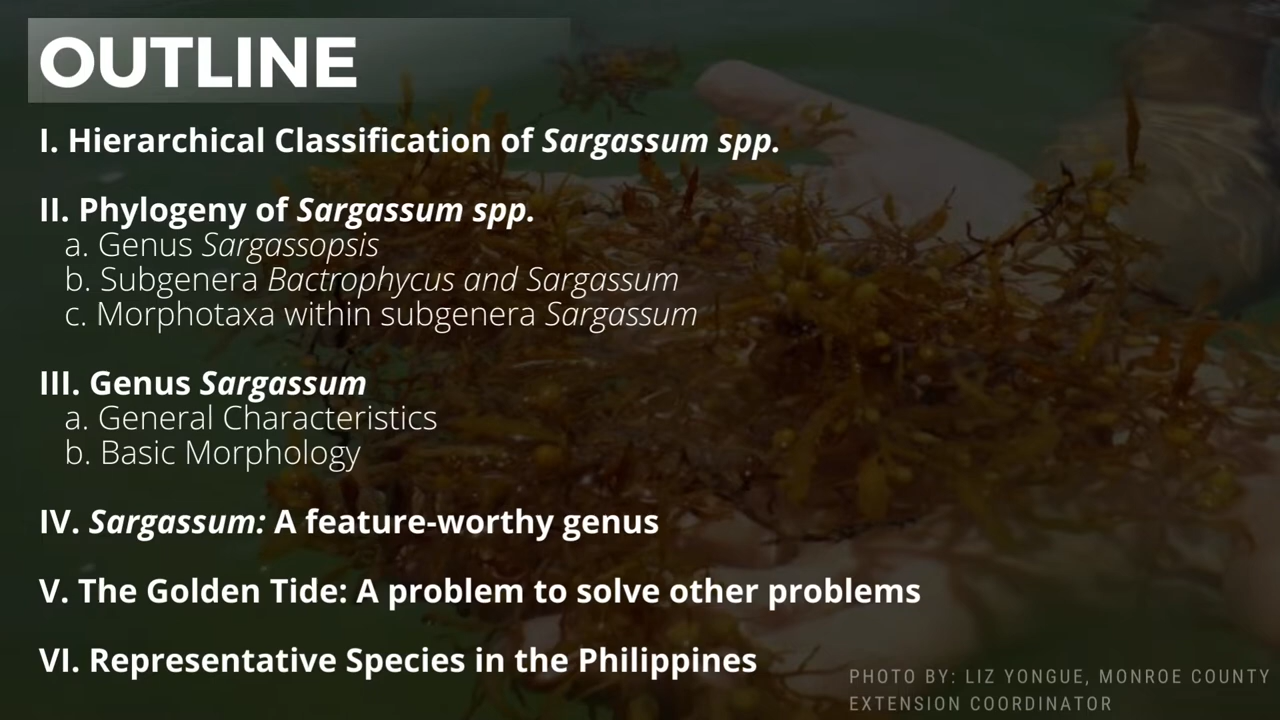 OUTLINE
I. Hierarchical Classification of Sargassum spp.
II. Phylogeny of Sargassum spp.
a. Genus Sargassopsis
b. Subgenera Bactrophycus and Sargassum
c. Morphotaxa within subgenera Sargassum
III. Genus Sargassum
a. General Characteristics
b. Basic Morphology
IV. Sargassum: A feature-worthy genus
V. The Golden Tide: A problem to solve other problems
VI. Representative Species in the Philippines
PHOTO BY: LIZ YONGUE, MONROE COUNTY
EXTENSION COORDINATOR